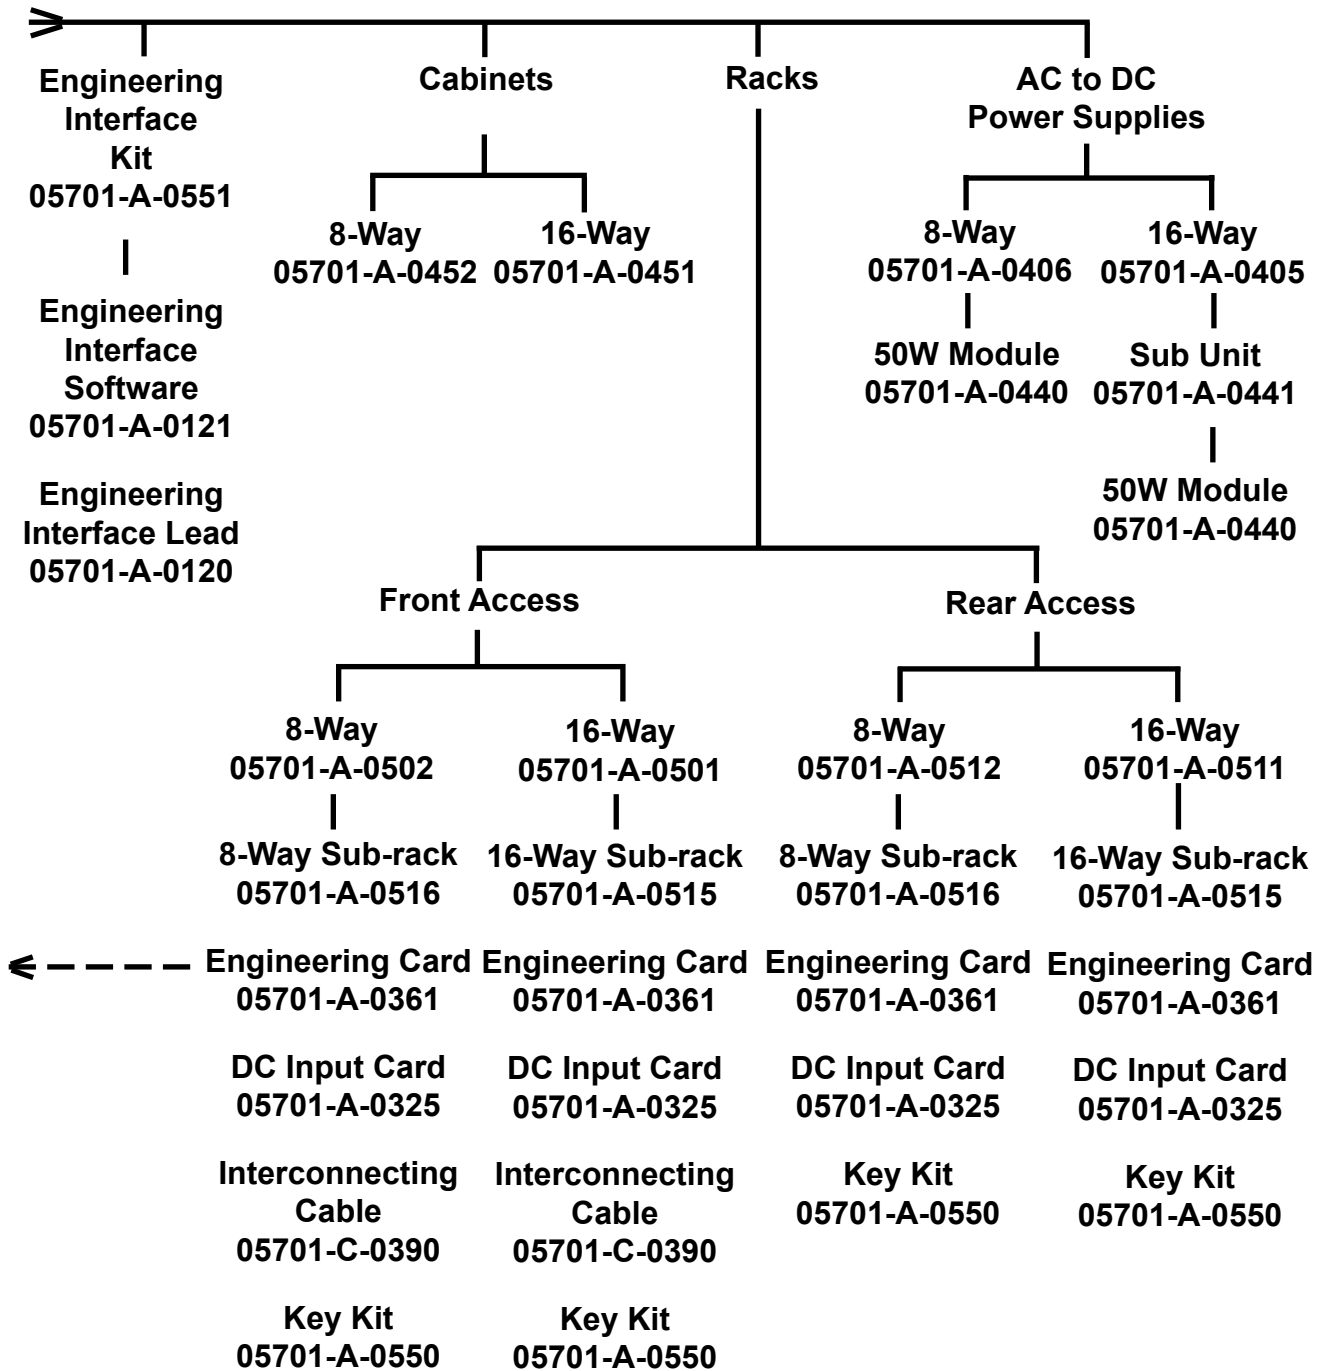 Engineering
Interface
Kit
05701-A-0551
Engineering
Interface
Software
05701-A-0121
Engineering
Interface Lead
05701-A-0120
Cabinets
8-Way
05701-A-0452
16-Way
05701-A-0451
Racks
AC to DC
Power Supplies
8-Way
05701-A-0406
50W Module
05701-A-0440
16-Way
05701-A-0405
Sub Unit
05701-A-0441
50W Module
05701-A-0440
Front Access
8-Way
05701-A-0502
8-Way Sub-rack
05701-A-0516
Engineering Card
05701-A-0361
DC Input Card
05701-A-0325
Interconnecting
Cable
05701-C-0390
Key Kit
05701-A-0550
16-Way
05701-A-0501
16-Way Sub-rack
05701-A-0515
Engineering Card
05701-A-0361
DC Input Card
05701-A-0325
Interconnecting
Cable
05701-C-0390
Key Kit
05701-A-0550
Rear Access
8-Way
05701-A-0512
8-Way Sub-rack
05701-A-0516
Engineering Card
05701-A-0361
DC Input Card
05701-A-0325
Key Kit
05701-A-0550
16-Way
05701-A-0511
16-Way Sub-rack
05701-A-0515
Engineering Card
05701-A-0361
DC Input Card
05701-A-0325
Key Kit
05701-A-0550